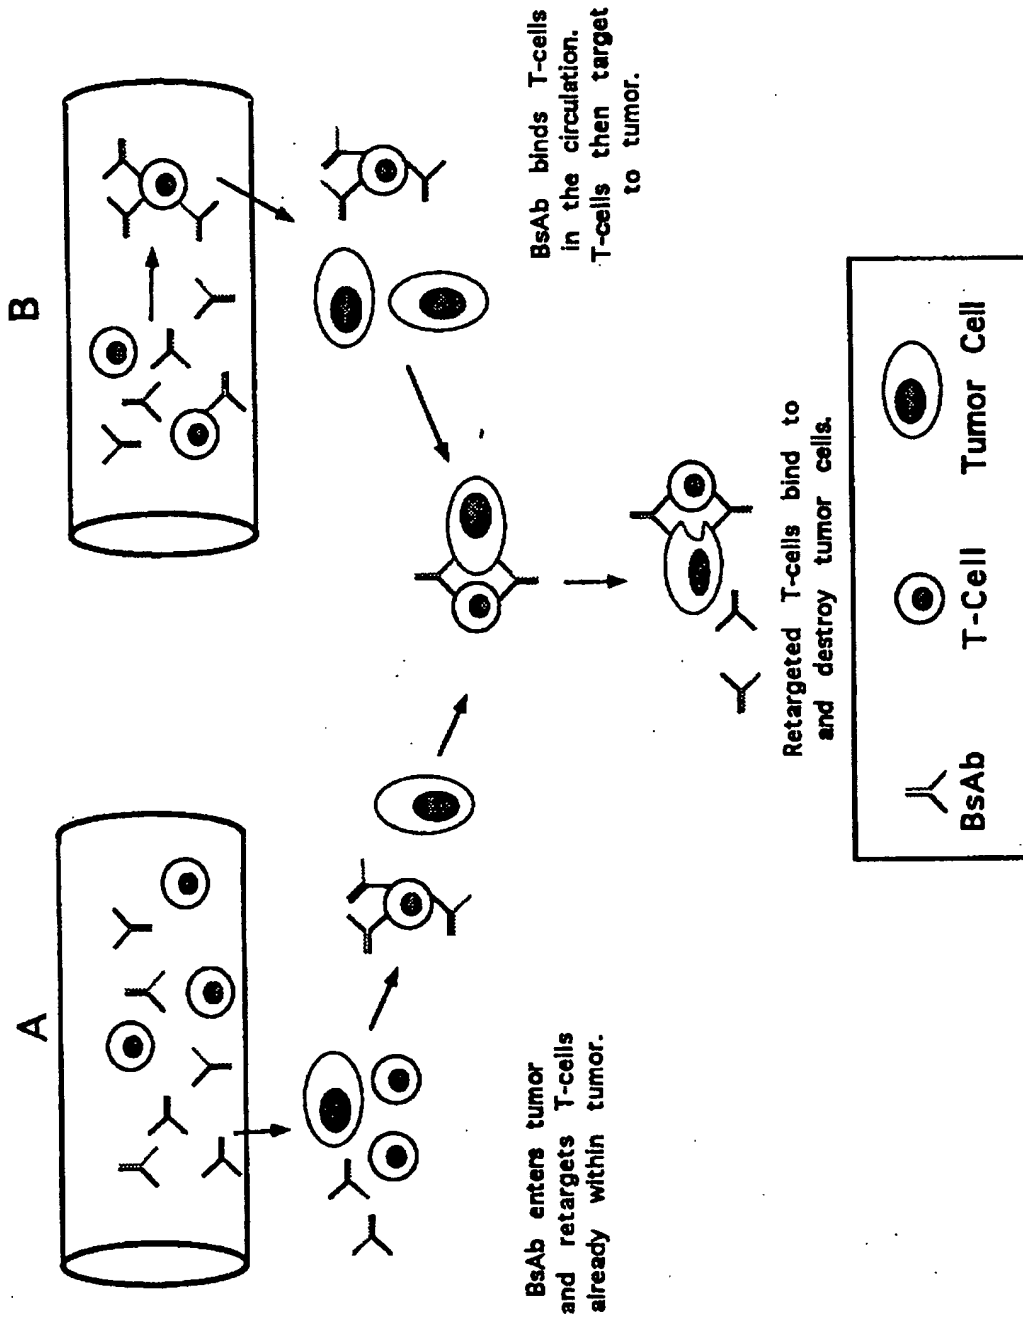 A
B
BsAb enters tumor
and retargets T-cells
already within tumor.
BsAb binds T-cells
in the circulation.
T-cells then target
to tumor.
Retargeted T-cells bind to
and destroy tumor cells.
BsAb
T-Cell
Tumor Cell